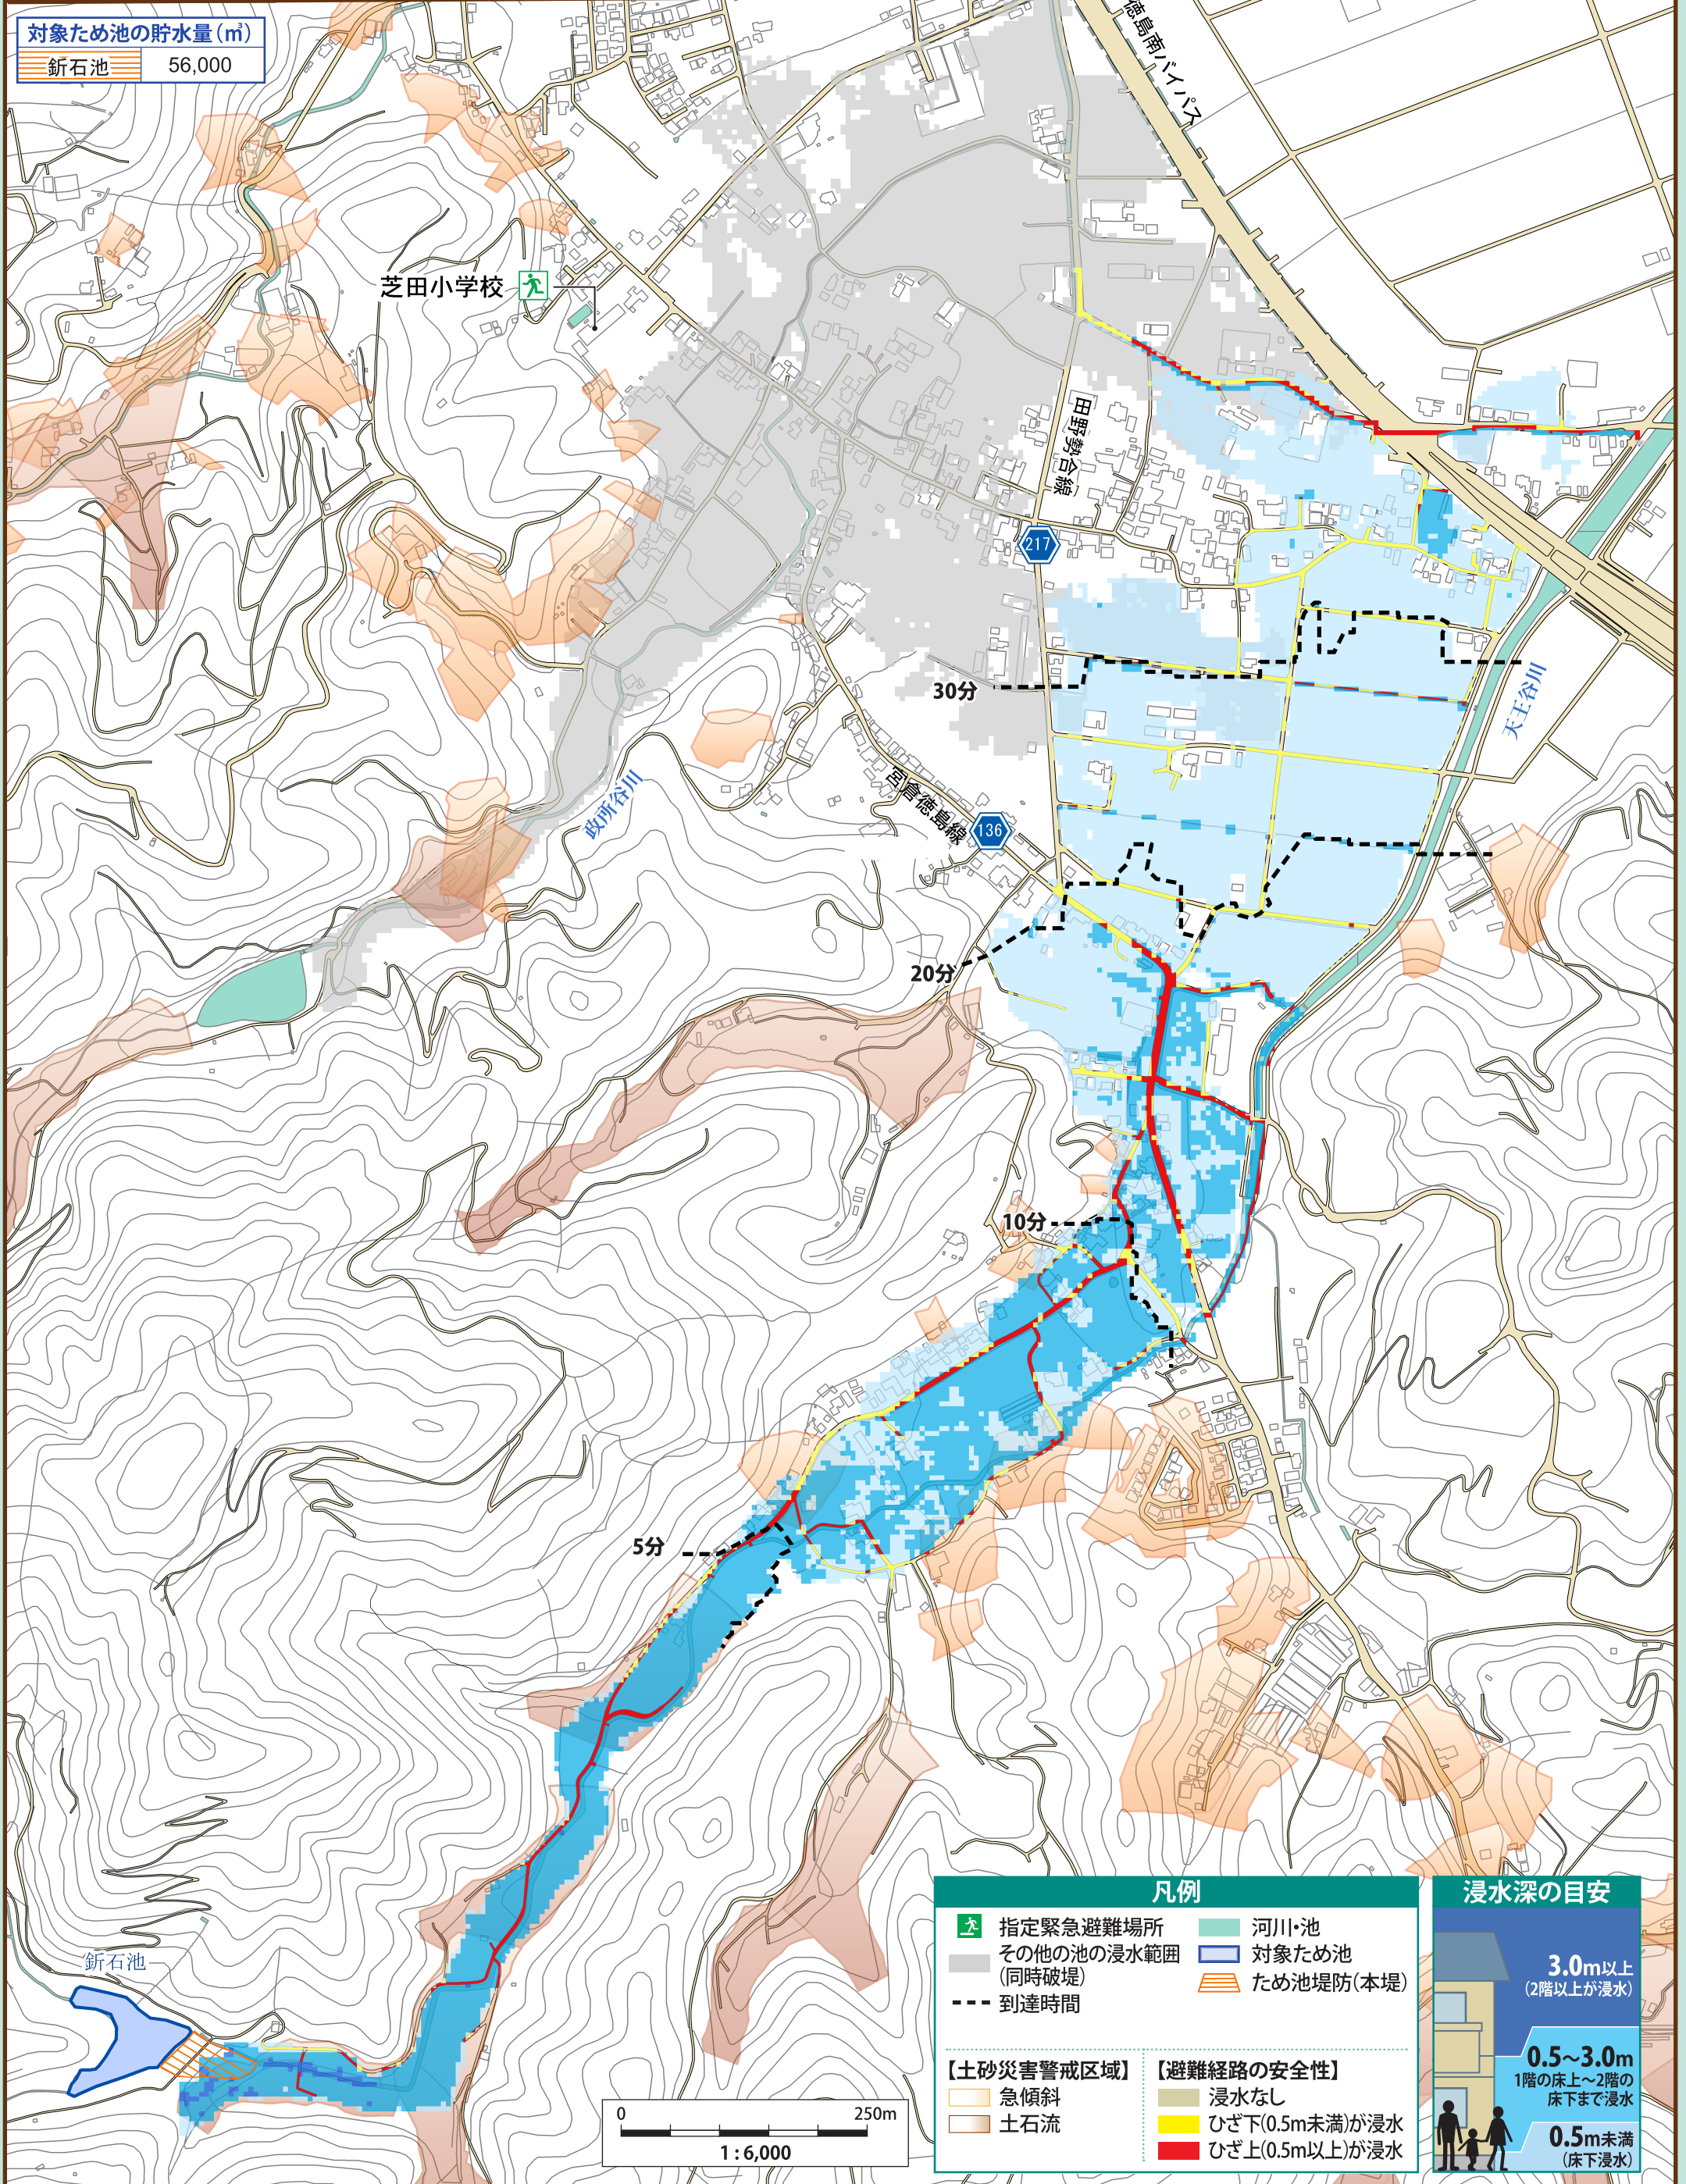 対象ため池の貯水量(㎥)
釿石池 56,000
徳島南バイパス
芝田小学校
田野勢合線
217
30分
天王谷川
政所谷川
宮倉徳島線
136
20分
10分
5分
釿石池
0 250m
1:6,000
凡例
指定緊急避難場所
その他の池の浸水範囲
(同時破堤)
到達時間
河川・池
対象ため池
ため池堤防(本堤)
【土砂災害警戒区域】
急傾斜
土石流
【避難経路の安全性】
浸水なし
ひざ下(0.5m未満)が浸水
ひざ上(0.5m以上)が浸水
浸水深の目安
3.0m以上
(2階以上が浸水)
0.5～3.0m
1階の床上～2階の
床下まで浸水
0.5m未満
(床下浸水)